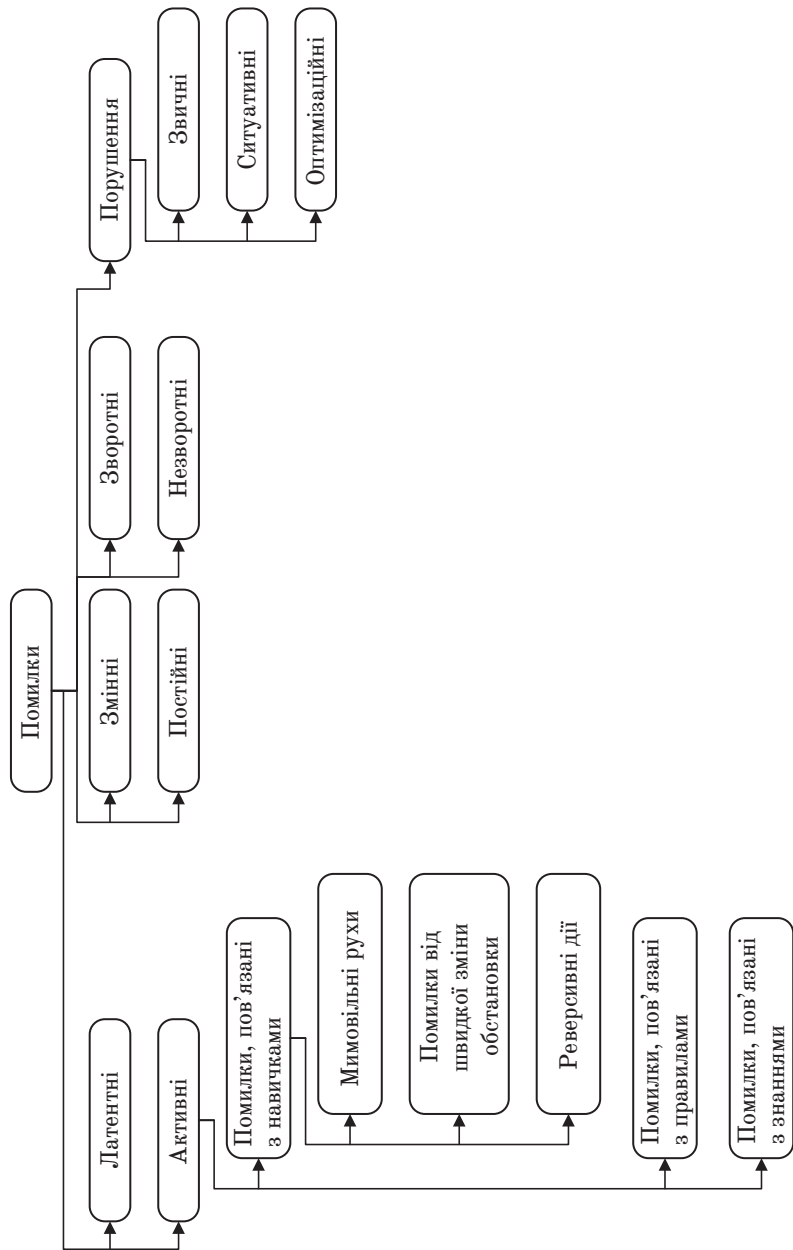 Помилки
Латентні
Активні
Помилки, пов’язані
з навичками
Мимовільні рухи
Помилки від
швидкої зміни
обстановки
Реверсивні дії
Помилки, пов’язані
з правилами
Помилки, пов’язані
з знаннями
Змінні
Постійні
Зворотні
Незворотні
Порушення
Звичні
Ситуативні
Оптимізаційні